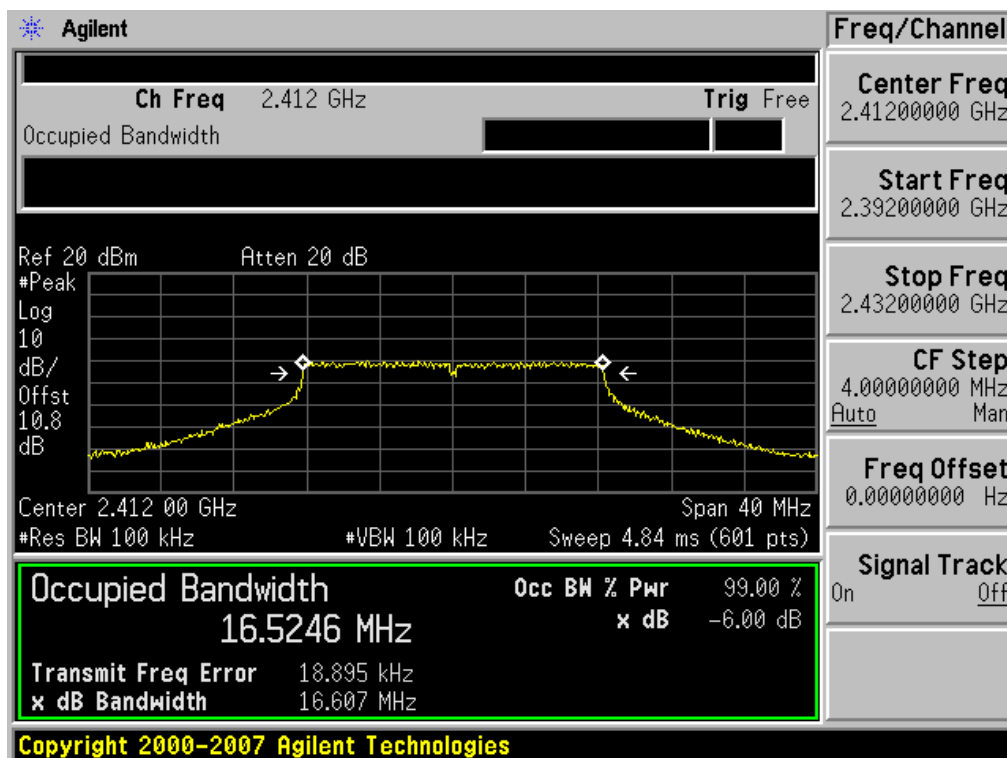 Agilent
Ch Freq 2.412 GHz Trig Free
Occupied Bandwidth
Ref 20 dBm Atten 20 dB
#Peak
Log
10
dB/
Offst
10.8
dB
Center 2.412 00 GHz Span 40 MHz
#Res BW 100 kHz #VBW 100 kHz Sweep 4.84 ms (601 pts)
Occupied Bandwidth Occ BW % Pwr 99.00 %
16.5246 MHz x dB -6.00 dB
Transmit Freq Error 18.895 kHz
x dB Bandwidth 16.607 MHz
Copyright 2000-2007 Agilent Technologies
Freq/Channel
Center Freq
2.41200000 GHz
Start Freq
2.39200000 GHz
Stop Freq
2.43200000 GHz
CF Step
4.00000000 MHz
Auto Man
Freq Offset
0.00000000 Hz
Signal Track
On Off